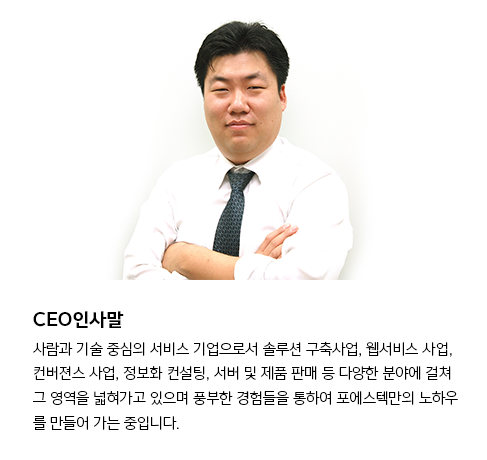 CEO인사말
사람과 기술 중심의 서비스 기업으로서 솔루션 구축사업, 웹서비스 사업,
컨버젼스 사업, 정보화 컨설팅, 서버 및 제품 판매 등 다양한 분야에 걸쳐
그 영역을 넓혀가고 있으며 풍부한 경험들을 통하여 포에스텍만의 노하우
를 만들어 가는 중입니다.